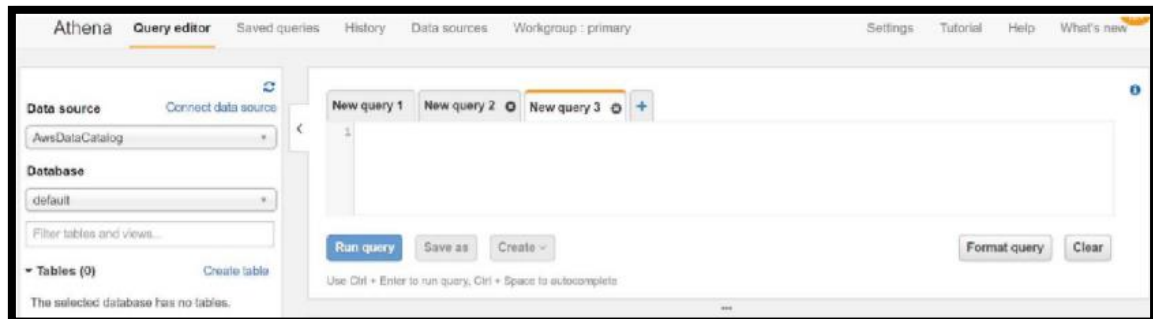 Athena Query editor Saved queries History Data sources Workgroup : primary Settings Tutorial Help What's new
Data source Connect data source
AwsDataCatalog
Database
default
Filter tables and views...
Tables (0) Create table
The selected database has no tables.
New query 1 New query 2 New query 3 +
1
Run query Save as Create Format query Clear
Use Ctrl + Enter to run query, Ctrl + Space to autocomplete